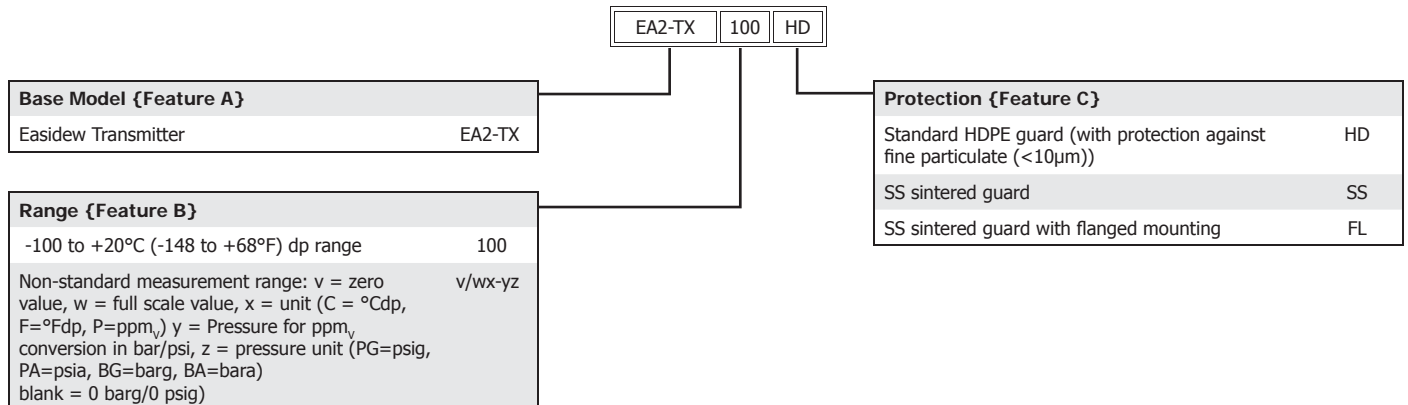 EA2-TX 100 HD
Base Model {Feature A}
Easidew Transmitter EA2-TX
Range {Feature B}
-100 to +20°C (-148 to +68°F) dp range 100
Non-standard measurement range: v = zero v/wx-yz
value, w = full scale value, x = unit (C = °Cdp,
F=°Fdp, P=ppmV) y = Pressure for ppmV
conversion in bar/psi, z = pressure unit (PG=psig,
PA=psia, BG=barg, BA=bara)
blank = 0 barg/0 psig)
Protection {Feature C}
Standard HDPE guard (with protection against HD
fine particulate (<10µm))
SS sintered guard SS
SS sintered guard with flanged mounting FL